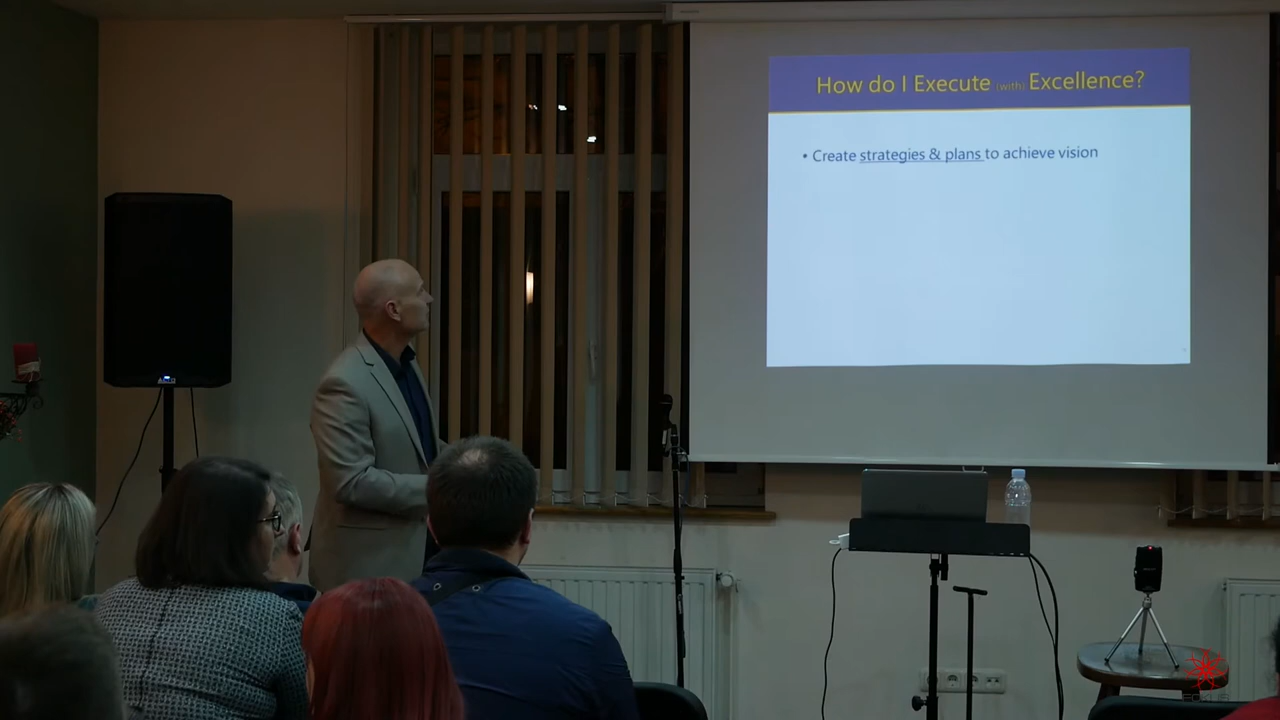 How do I Execute (with) Excellence?
• Create strategies & plans to achieve vision